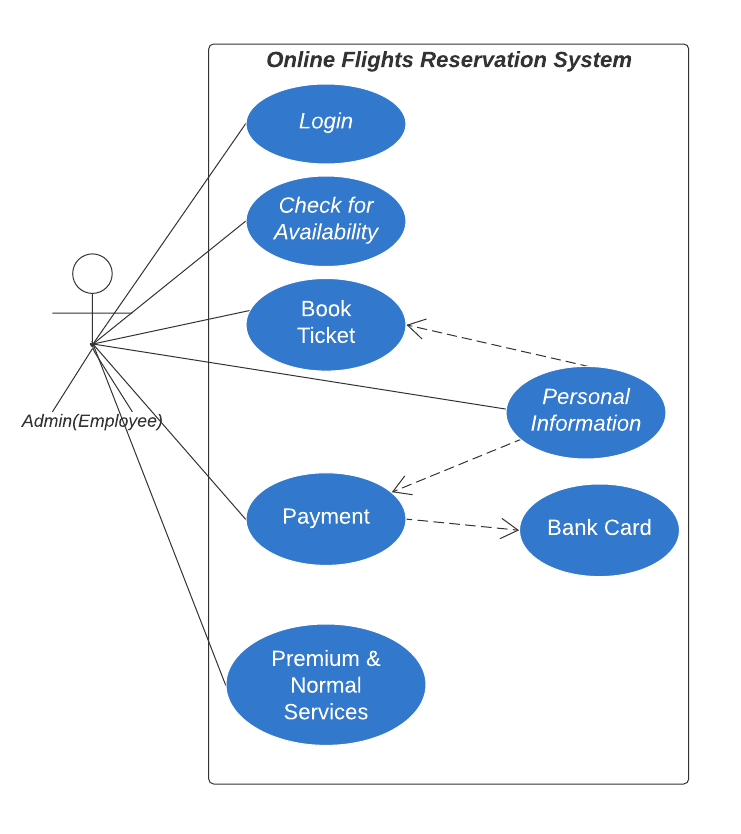 Online Flights Reservation System
Login
Check for
Availability
Book
Ticket
Personal
Information
Admin(Employee)
Payment
Bank Card
Premium &
Normal
Services